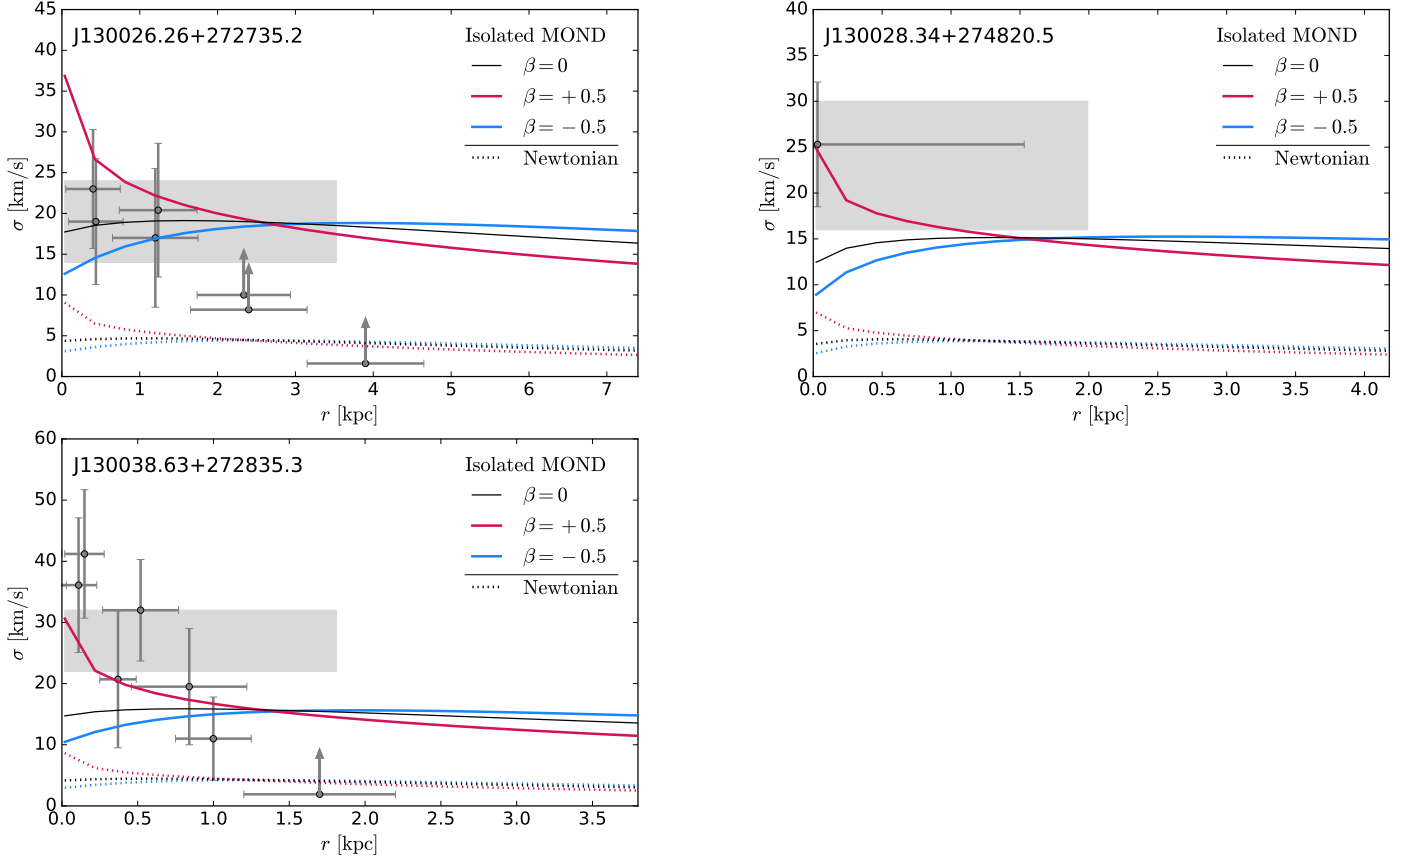 J130026.26+272735.2
Isolated MOND
β = 0
β = + 0.5
β = − 0.5
Newtonian
45
40
35
30
25
20
15
10
5
0
σ [km/s]
0 1 2 3 4 5 6 7
r [kpc]
J130028.34+274820.5
Isolated MOND
β = 0
β = + 0.5
β = − 0.5
Newtonian
40
35
30
25
20
15
10
5
0
σ [km/s]
0.0 0.5 1.0 1.5 2.0 2.5 3.0 3.5 4.0
r [kpc]
J130038.63+272835.3
Isolated MOND
β = 0
β = + 0.5
β = − 0.5
Newtonian
60
50
40
30
20
10
0
σ [km/s]
0.0 0.5 1.0 1.5 2.0 2.5 3.0 3.5
r [kpc]